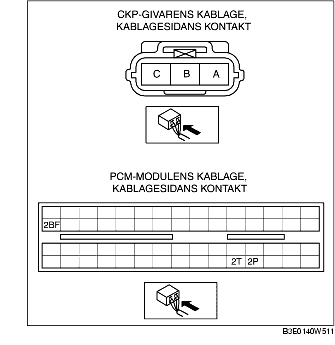 CKP-GIVARENS KABLAGE,
KABLAGESIDANS KONTAKT
C B A
PCM-MODULENS KABLAGE,
KABLAGESIDANS KONTAKT
2BF
2T 2P
B3E0140W511